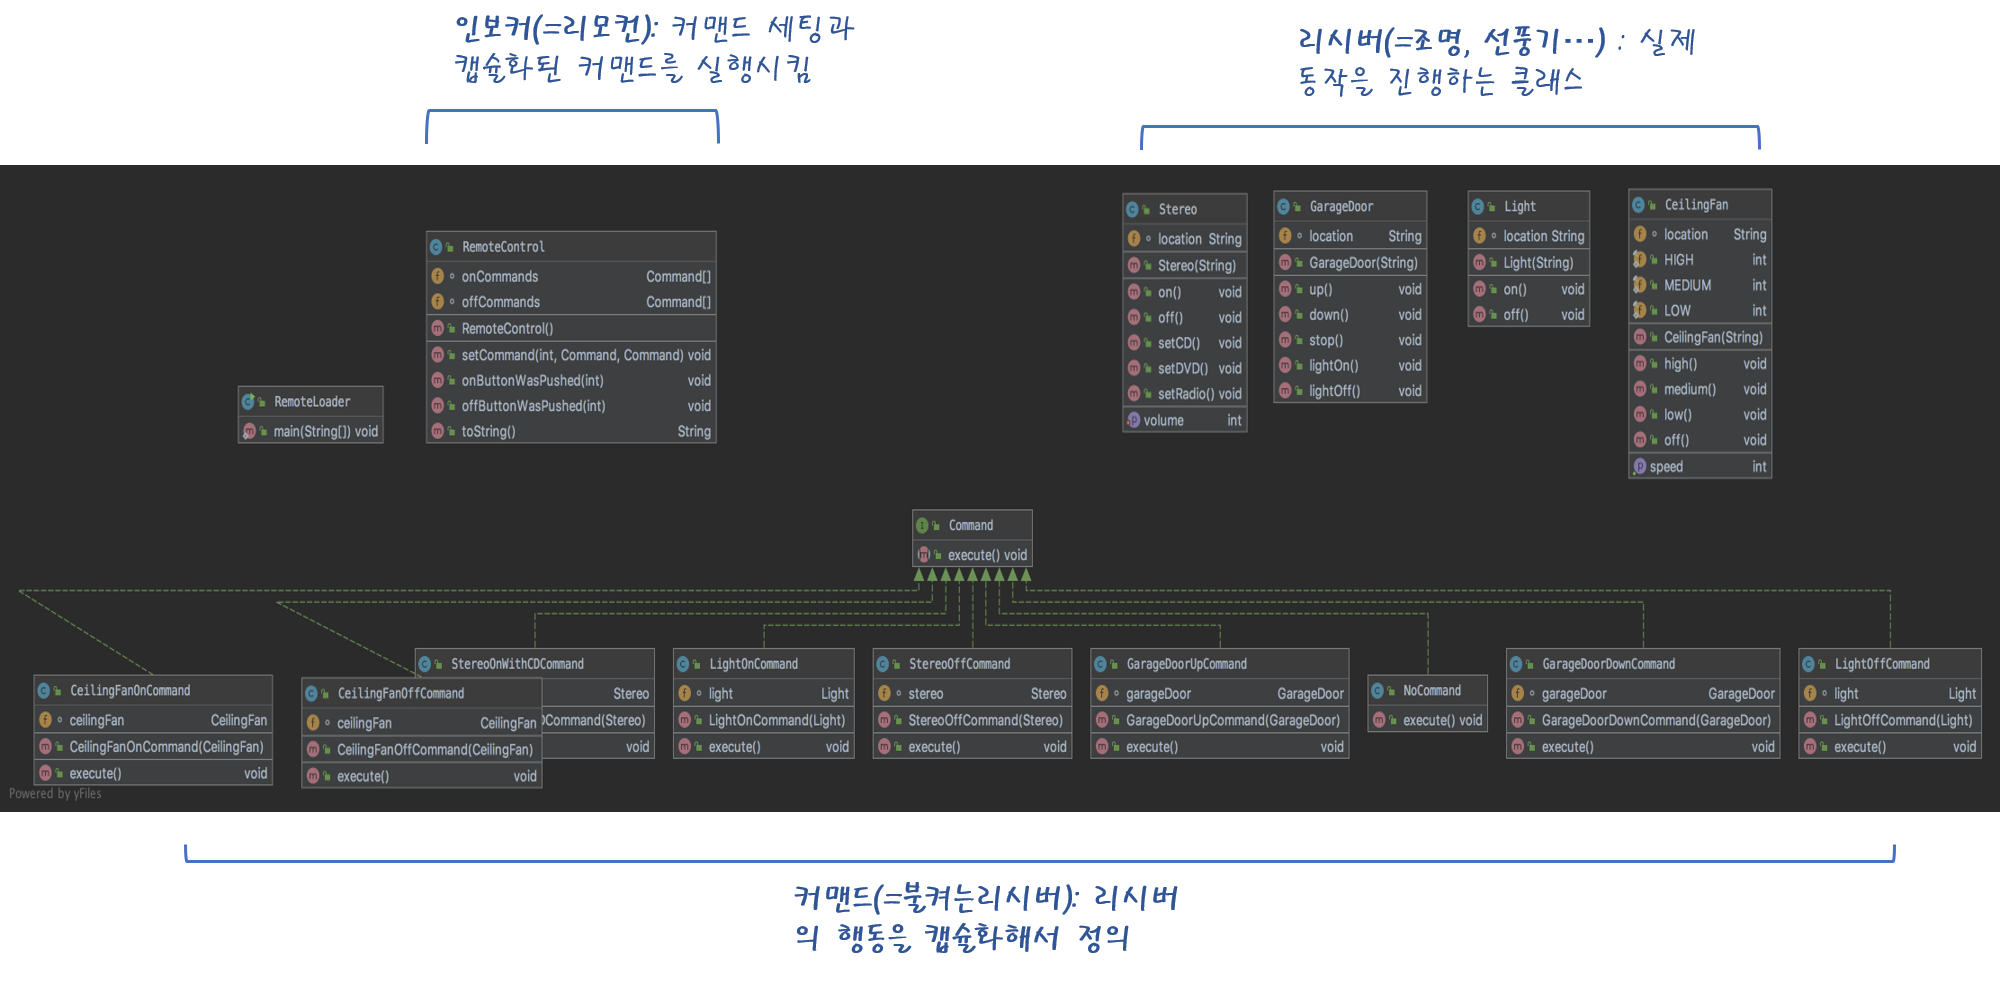 인보커(=리모컨): 커맨드 세팅과
캡슐화된 커맨드를 실행시킴
리시버(=조명, 선풍기…) : 실제
동작을 진행하는 클래스
RemoteLoader
main(String[]) void
RemoteControl
onCommands Command[]
offCommands Command[]
RemoteControl()
setCommand(int, Command, Command) void
onButtonWasPushed(int) void
offButtonWasPushed(int) void
toString() String
Stereo
location String
Stereo(String)
on() void
off() void
setCD() void
setDVD() void
setRadio() void
volume int
GarageDoor
location String
GarageDoor(String)
up() void
down() void
stop() void
lightOn() void
lightOff() void
Light
location String
Light(String)
on() void
off() void
CeilingFan
location String
HIGH int
MEDIUM int
LOW int
CeilingFan(String)
high() void
medium() void
low() void
off() void
speed int
Command
execute() void
CeilingFanOnCommand
ceilingFan CeilingFan
CeilingFanOnCommand(CeilingFan)
execute() void
CeilingFanOffCommand
ceilingFan CeilingFan
CeilingFanOffCommand(CeilingFan)
execute() void
StereoOnWithCDCommand
Stereo
Command(Stereo)
void
LightOnCommand
light Light
LightOnCommand(Light)
execute() void
StereoOffCommand
stereo Stereo
StereoOffCommand(Stereo)
execute() void
GarageDoorUpCommand
garageDoor GarageDoor
GarageDoorUpCommand(GarageDoor)
execute() void
NoCommand
execute() void
GarageDoorDownCommand
garageDoor GarageDoor
GarageDoorDownCommand(GarageDoor)
execute() void
LightOffCommand
light Light
LightOffCommand(Light)
execute() void
Powered by yFiles
커맨드(=불켜는리시버): 리시버
의 행동을 캡슐화해서 정의